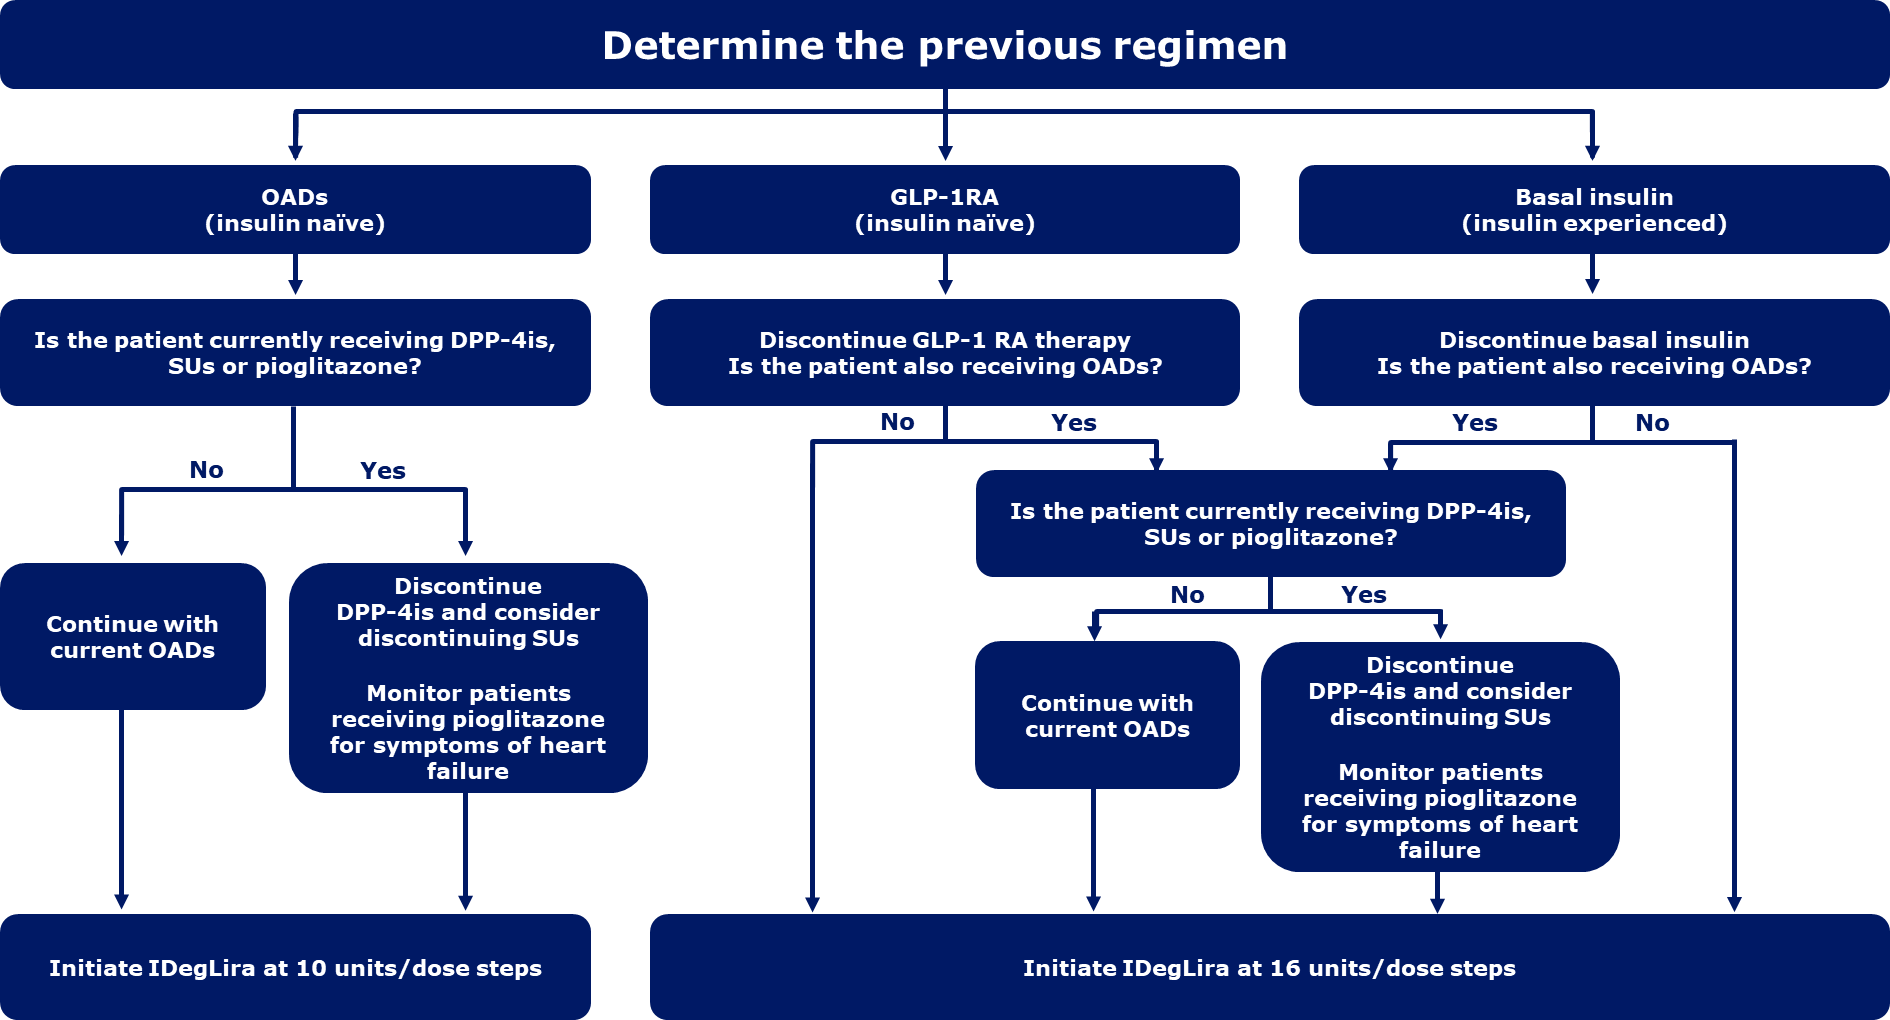 Determine the previous regimen
OADs
(insulin naïve)
GLP-1RA
(insulin naïve)
Basal insulin
(insulin experienced)
Is the patient currently receiving DPP-4is,
SUs or pioglitazone?
Discontinue GLP-1 RA therapy
Is the patient also receiving OADs?
Discontinue basal insulin
Is the patient also receiving OADs?
No
Yes
Yes
No
No
Yes
Is the patient currently receiving DPP-4is,
SUs or pioglitazone?
No
Yes
Continue with
current OADs
Discontinue
DPP-4is and consider
discontinuing SUs
Monitor patients
receiving pioglitazone
for symptoms of heart
failure
Continue with
current OADs
Discontinue
DPP-4is and consider
discontinuing SUs
Monitor patients
receiving pioglitazone
for symptoms of heart
failure
Initiate IDegLira at 10 units/dose steps
Initiate IDegLira at 16 units/dose steps